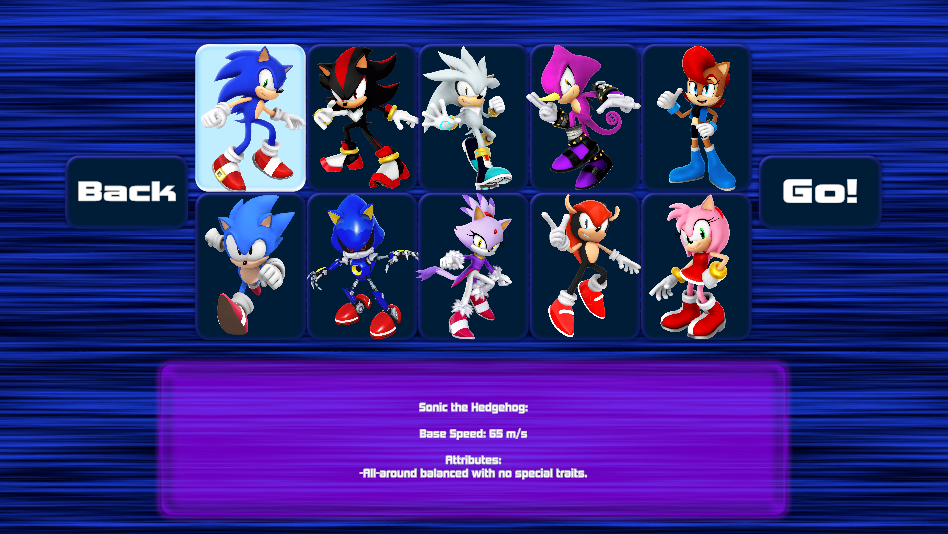 Back
Go!
Sonic the Hedgehog:
Base Speed: 65 m/s
Attributes:
-All-around balanced with no special traits.